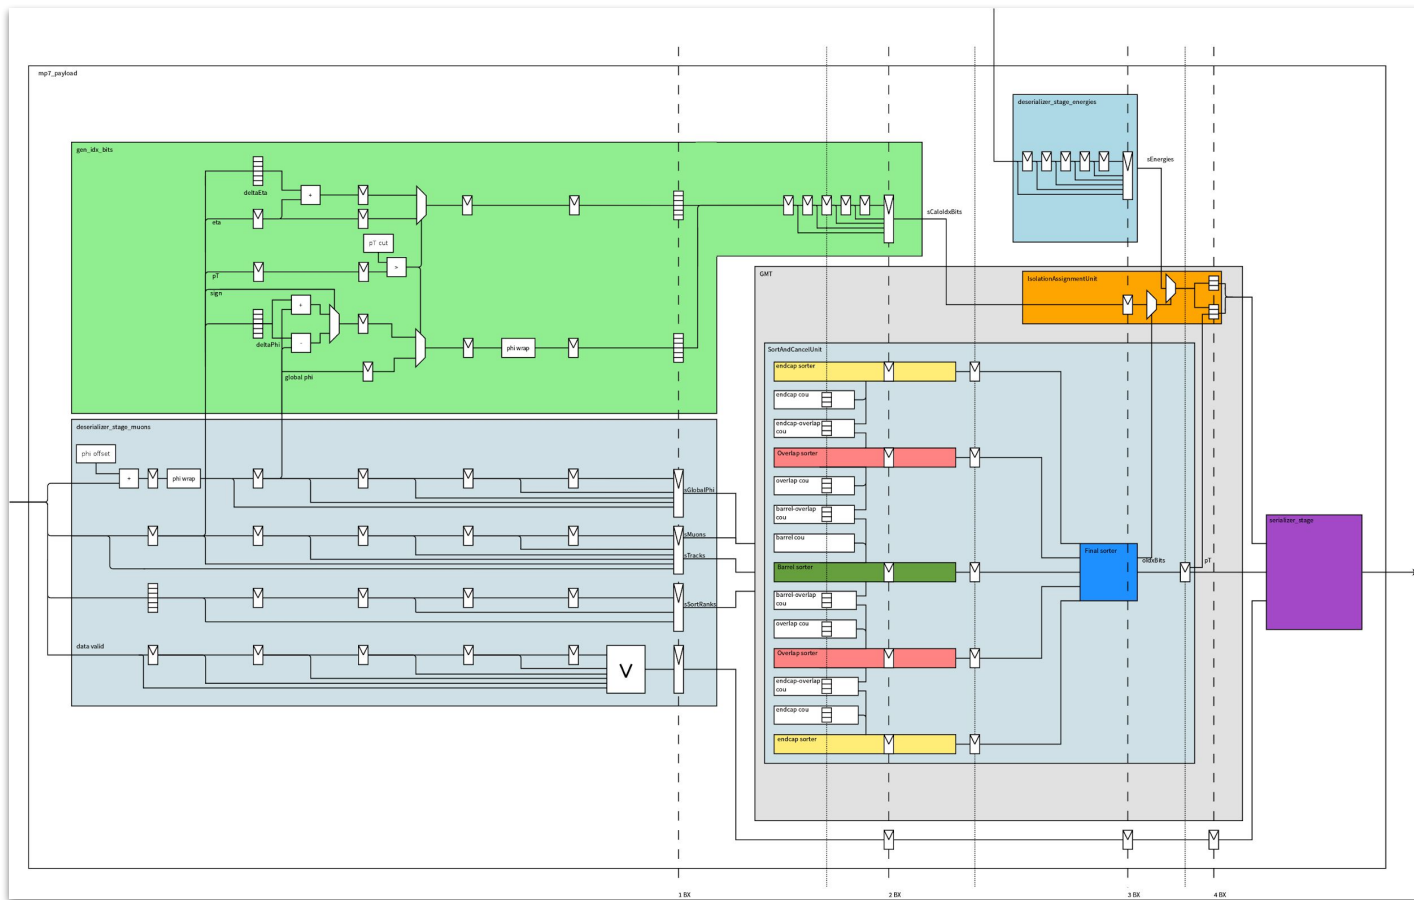 mp7_payload
deserializer_stage_energies
sEnergies
gen_idx_bits
deltaEta
+
eta
pT cut
>
pT
sign
+
-
deltaPhi
phi wrap
global phi
sCaloIdxBits
GMT
IsolationAssignmentUnit
SortAndCancelUnit
endcap sorter
endcap cou
endcap-overlap
cou
Overlap sorter
overlap cou
barrel-overlap
cou
barrel cou
Barrel sorter
barrel-overlap
cou
overlap cou
Overlap sorter
endcap-overlap
cou
endcap cou
endcap sorter
Final sorter
oIdxBits
pT
serializer_stage
deserializer_stage_muons
phi offset
+
phi wrap
sGlobalPhi
sMuons
sTracks
sSortRanks
data valid
V
1 BX
2 BX
3 BX
4 BX